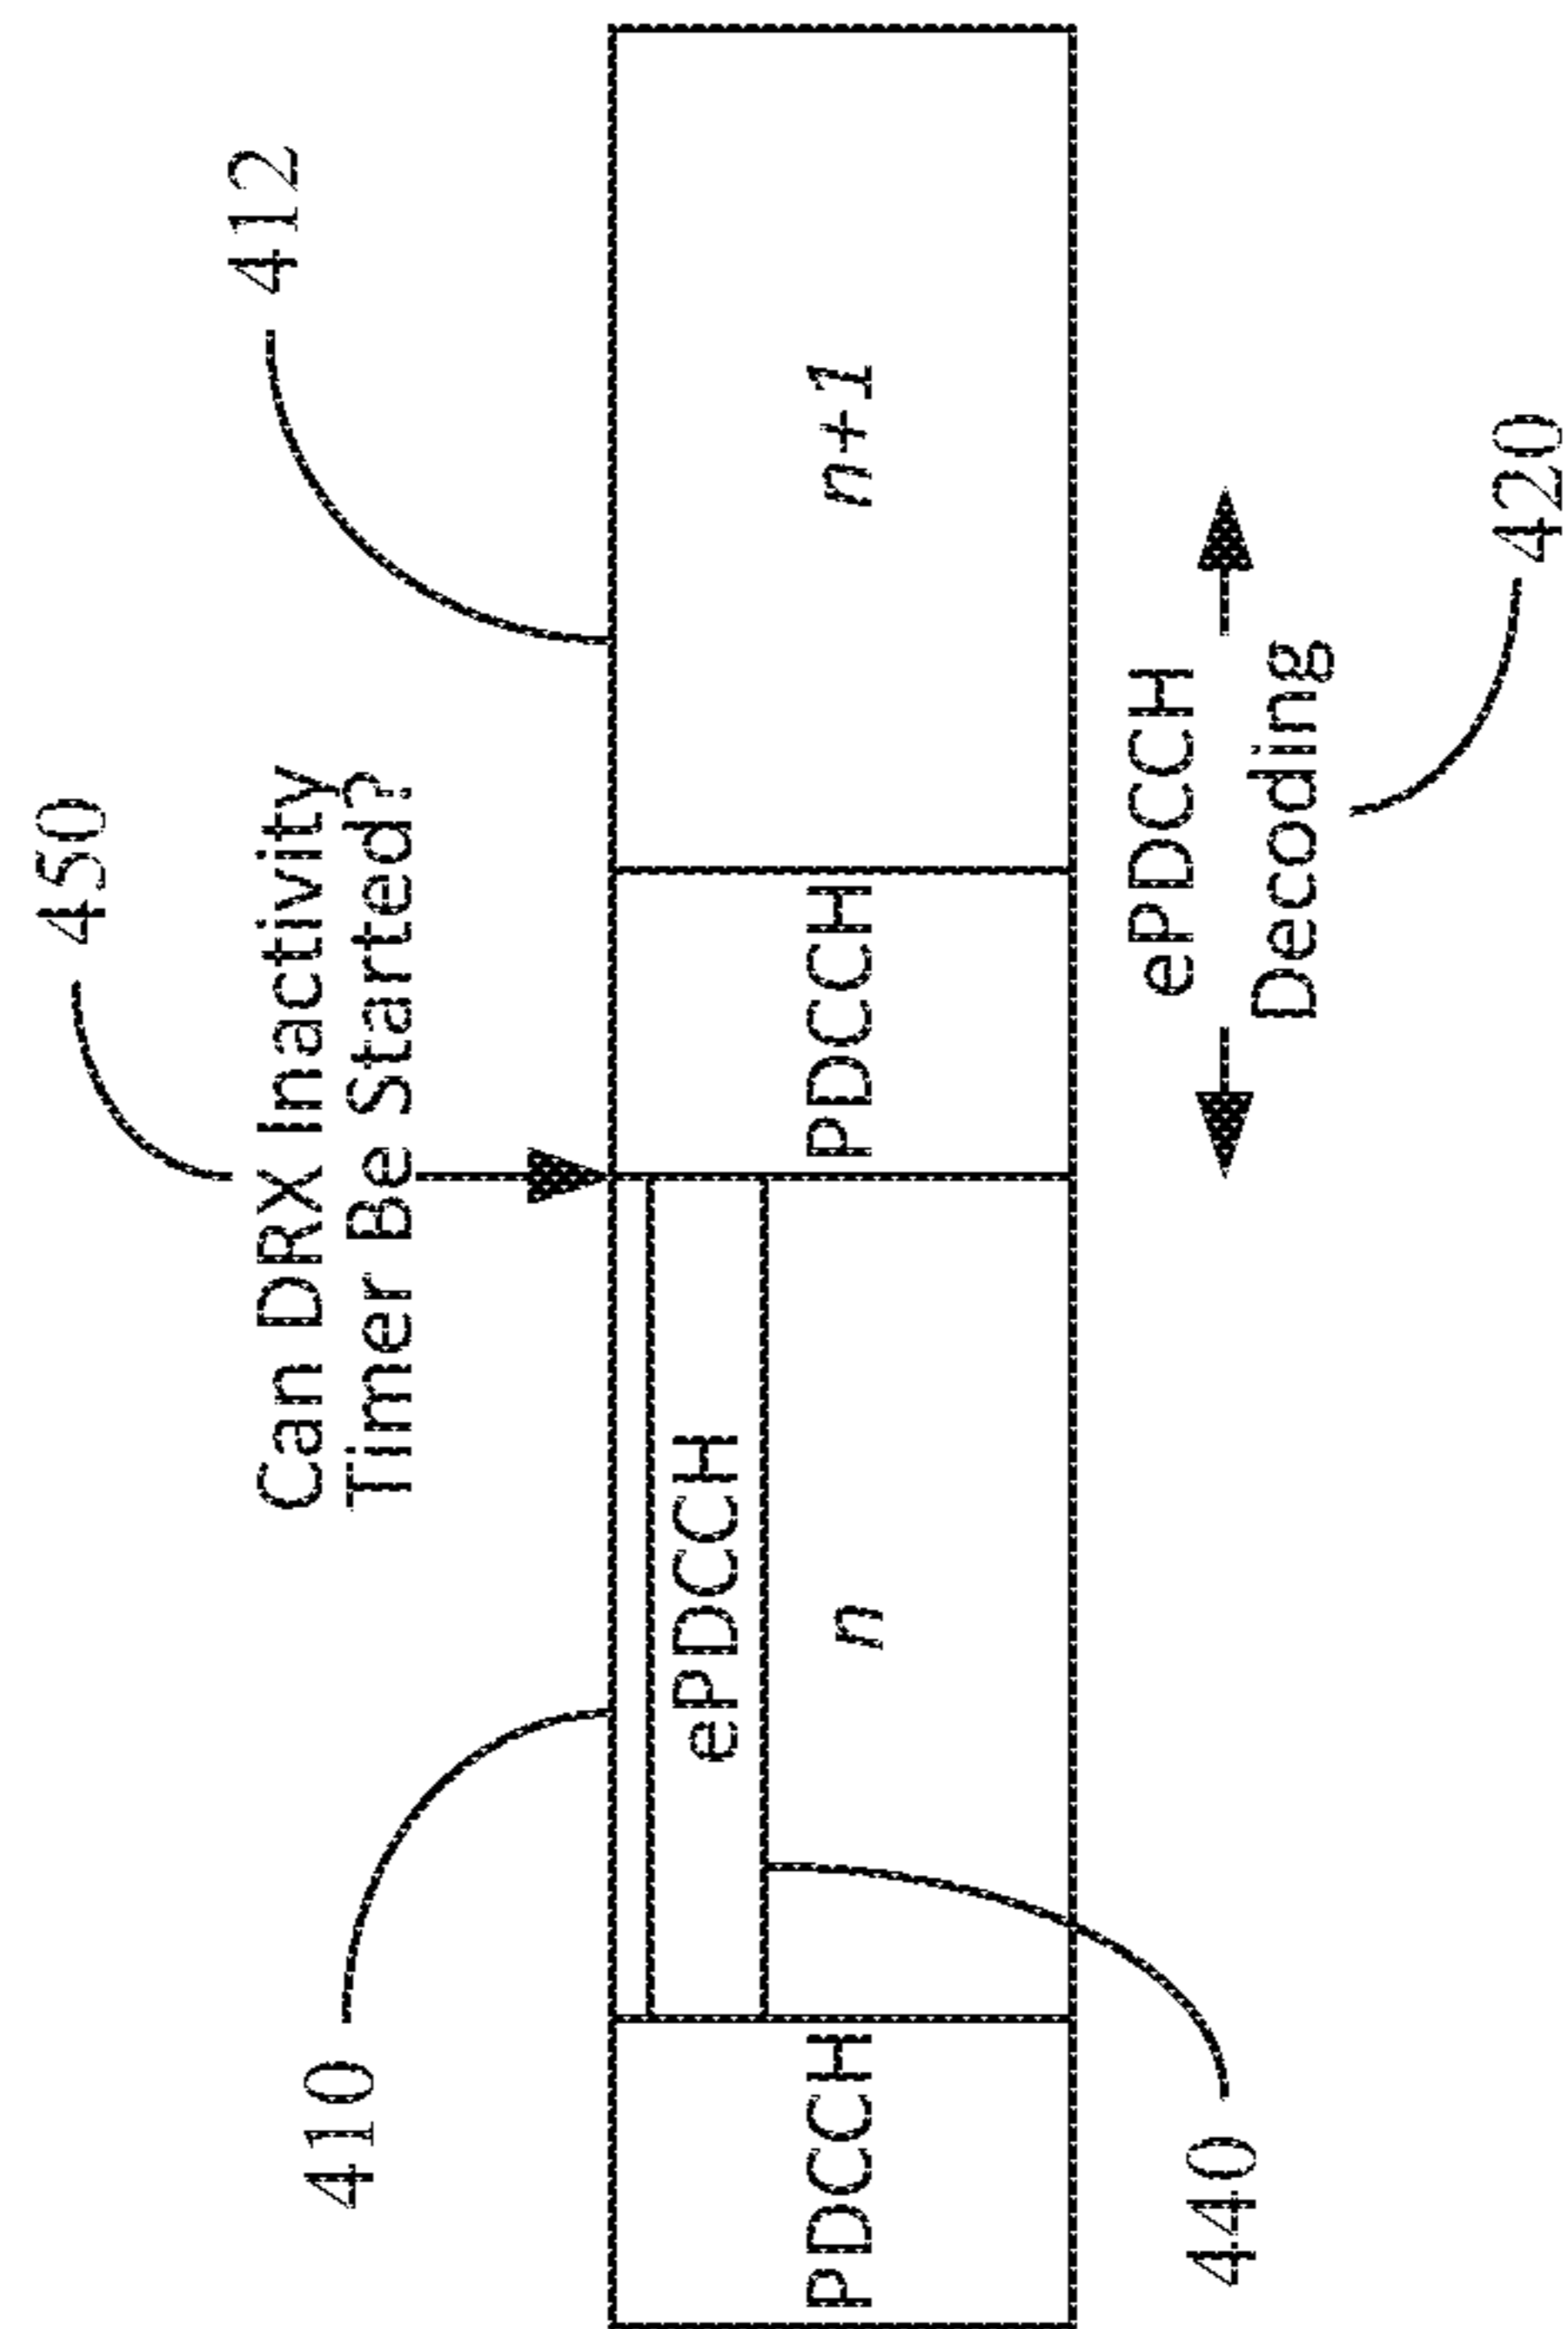 450
412
Can DRX Inactivity
Timer Be Started?
410
ePDCCH
PDCCH
n
PDCCH
n+1
440
ePDCCH
Decoding
420